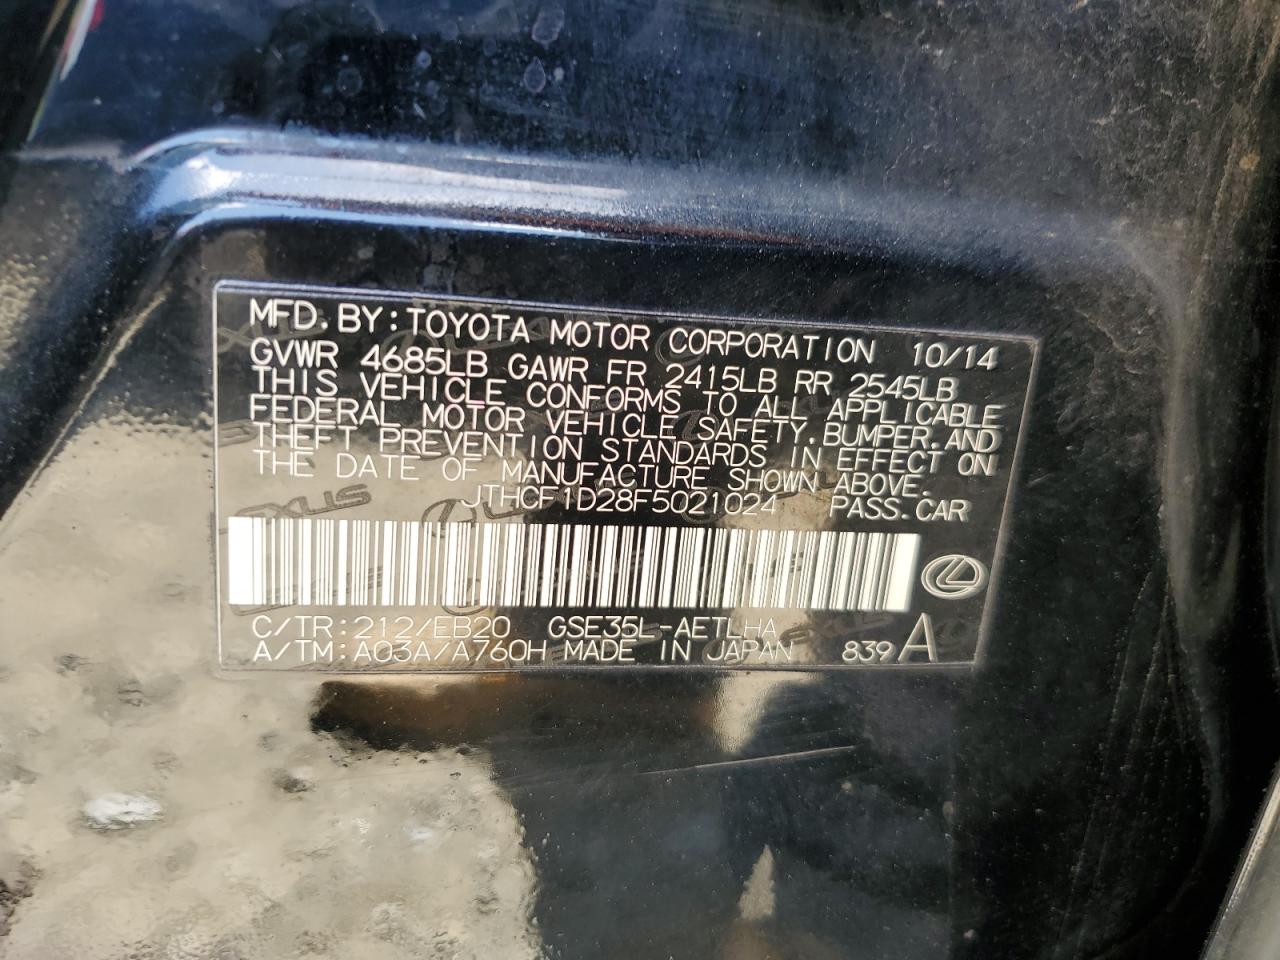 MFD. BY: TOYOTA MOTOR CORPORATION 10/14
GVWR 4685LB GAWR FR 2415LB RR 2545LB
THIS VEHICLE CONFORMS TO ALL APPLICABLE
FEDERAL MOTOR VEHICLE SAFETY, BUMPER, AND
THEFT PREVENTION STANDARDS IN EFFECT ON
THE DATE OF MANUFACTURE SHOWN ABOVE.
JTHCF1D28F5021024 PASS. CAR
C/TR: 212/EB20 GSE35L-AETLHA
A/TM: A03A/A760H MADE IN JAPAN 839 A